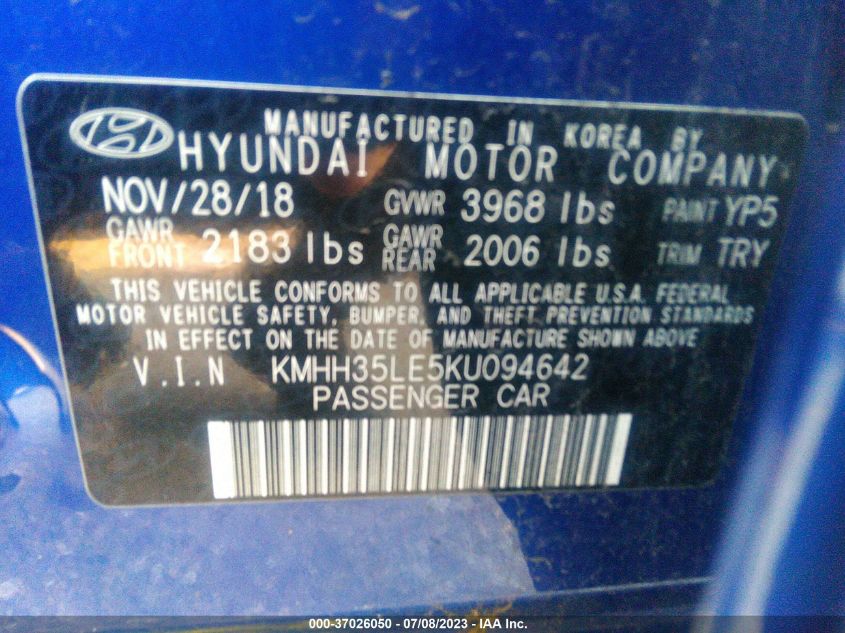 MANUFACTURED IN KOREA BY
HYUNDAI MOTOR COMPANY
NOV/28/18 GVWR 3968 lbs PAINT YP5
GAWR FRONT 2183 lbs GAWR REAR 2006 lbs TRIM TRY
THIS VEHICLE CONFORMS TO ALL APPLICABLE U.S.A. FEDERAL
MOTOR VEHICLE SAFETY, BUMPER, AND THEFT PREVENTION STANDARDS
IN EFFECT ON THE DATE OF MANUFACTURE SHOWN ABOVE
V.I.N KMHH35LE5KU094642
PASSENGER CAR
000-37026050 - 07/08/2023 - IAA Inc.